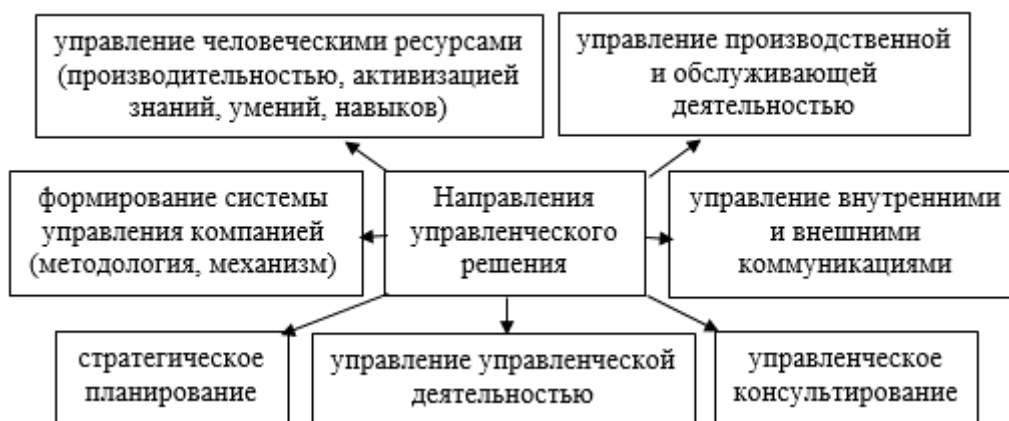 управление человеческими ресурсами
(производительностью, активизацией
знаний, умений, навыков)
управление производственной
и обслуживающей
деятельностью
формирование системы
управления компанией
(методология, механизм)
Направления
управленческого
решения
управление внутренними
и внешними
коммуникациями
стратегическое
планирование
управление управленческой
деятельностью
управленческое
консультирование